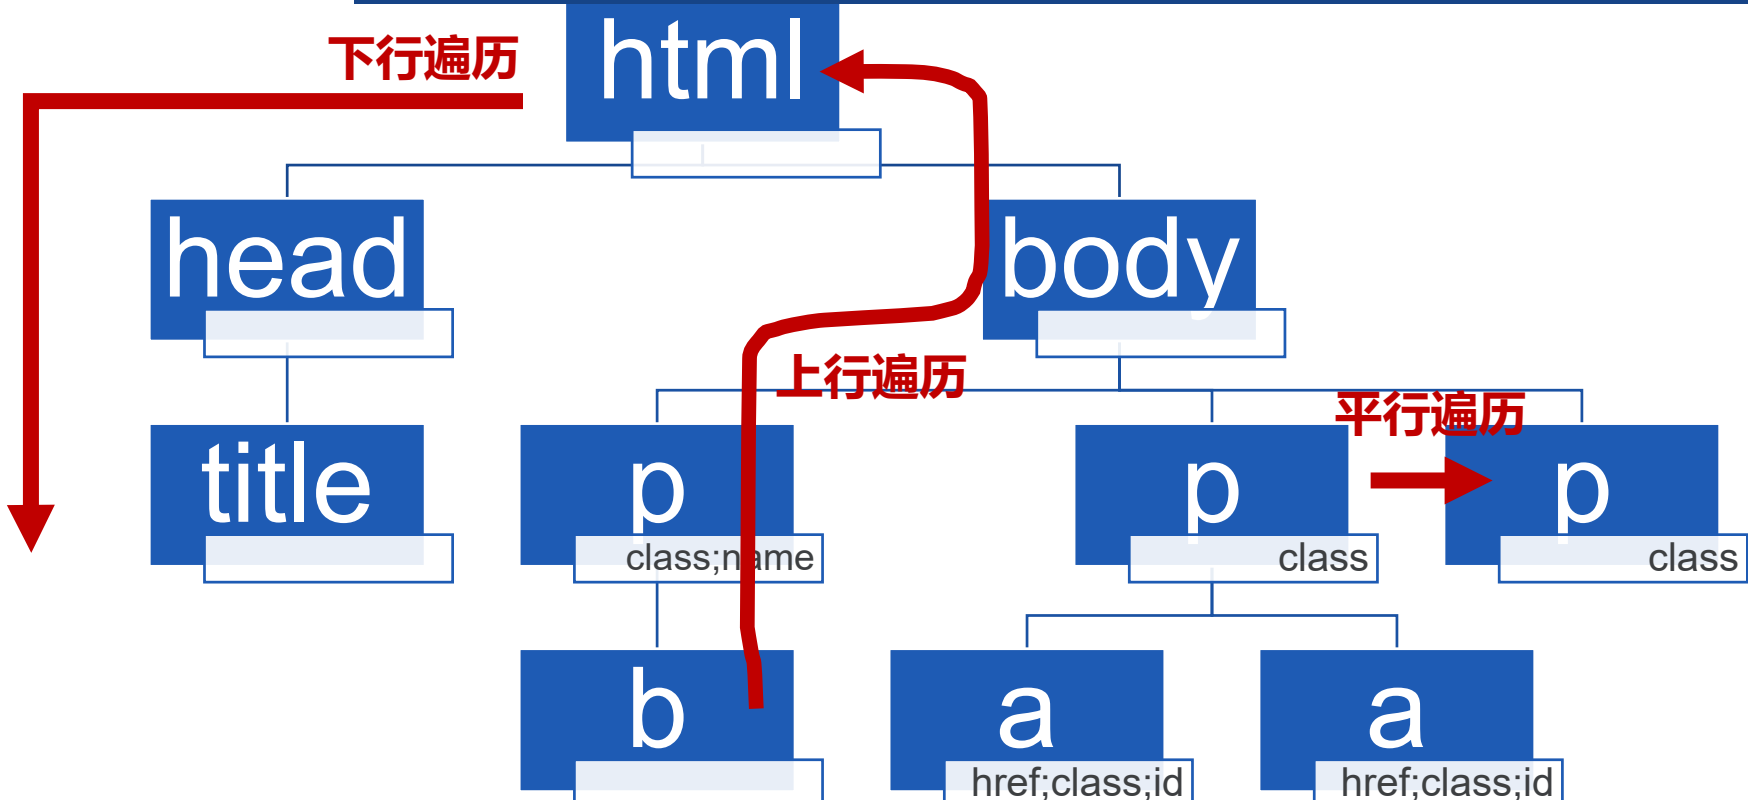 下行遍历
html
head
body
上行遍历
平行遍历
title
p
class;name
p
class
p
class
b
a
href;class;id
a
href;class;id